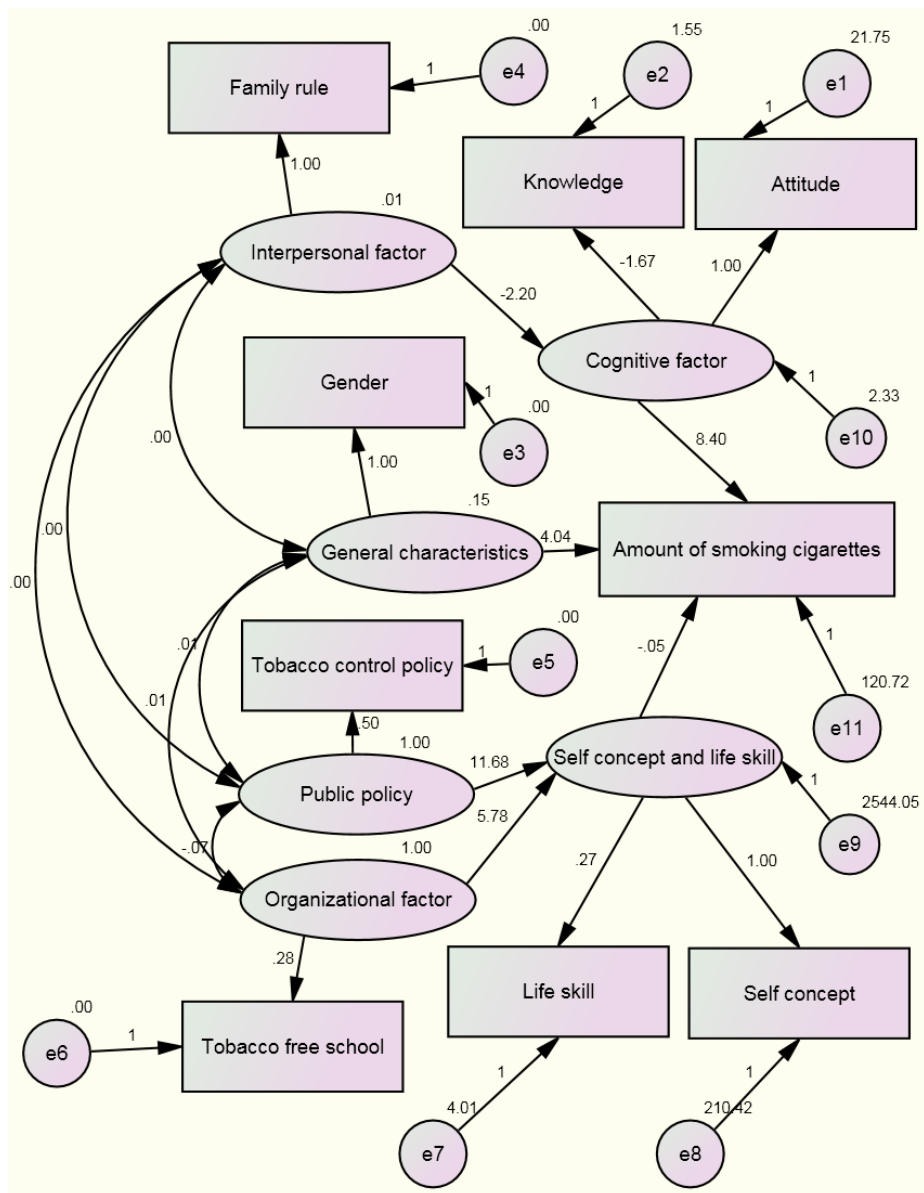 .00
1.55
21.75
Family rule
1
e4
e2
e1
1
1
1.00
Knowledge
Attitude
.01
Interpersonal factor
-1.67
1.00
-2.20
Cognitive factor
Gender
1
.00
1
2.33
e3
e10
.00
1.00
8.40
.15
General characteristics
4.04
Amount of smoking cigarettes
.00
.00
.01
Tobacco control policy
1
.00
e5
-.05
1
.01
.50
120.72
e11
1.00
11.68
Self concept and life skill
Public policy
1
5.78
2544.05
-.07
1.00
e9
Organizational factor
.27
1.00
.28
Life skill
Self concept
.00
e6
1
Tobacco free school
1
1
4.01
210.42
e7
e8